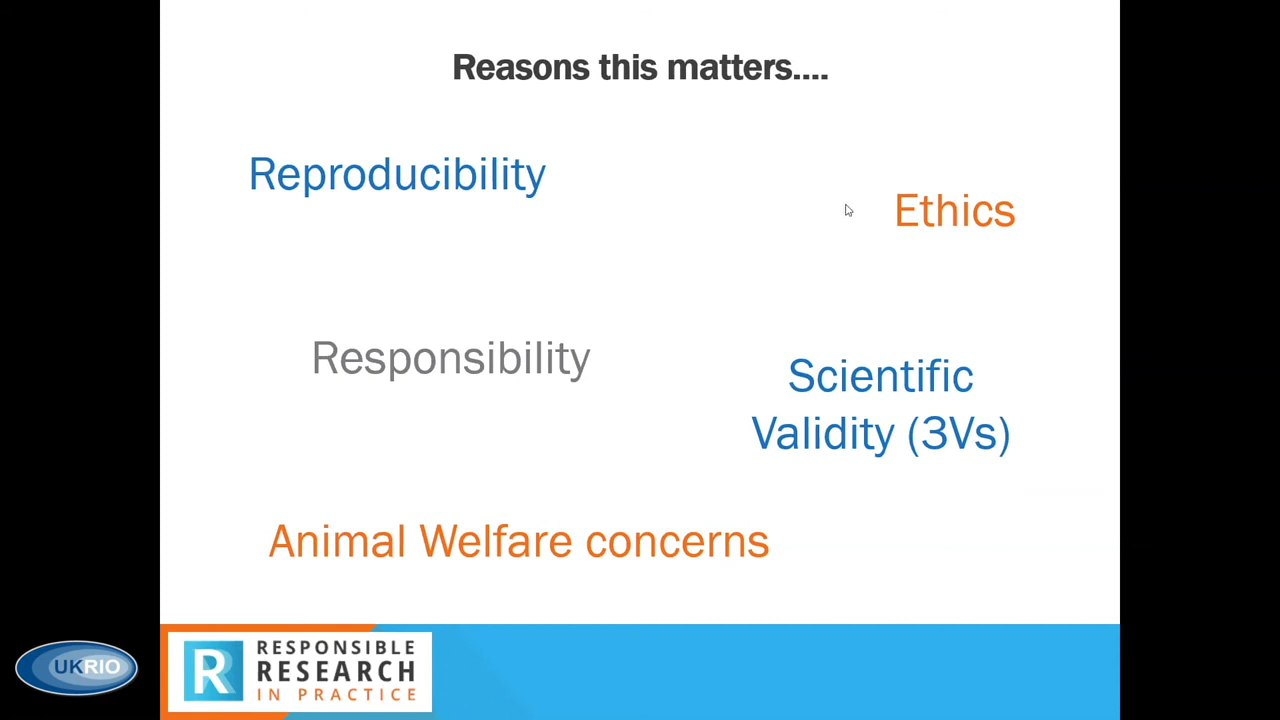 Reasons this matters....
Reproducibility
Ethics
Responsibility
Scientific
Validity (3Vs)
Animal Welfare concerns
UKRIO
R
RESPONSIBLE
RESEARCH
IN PRACTICE